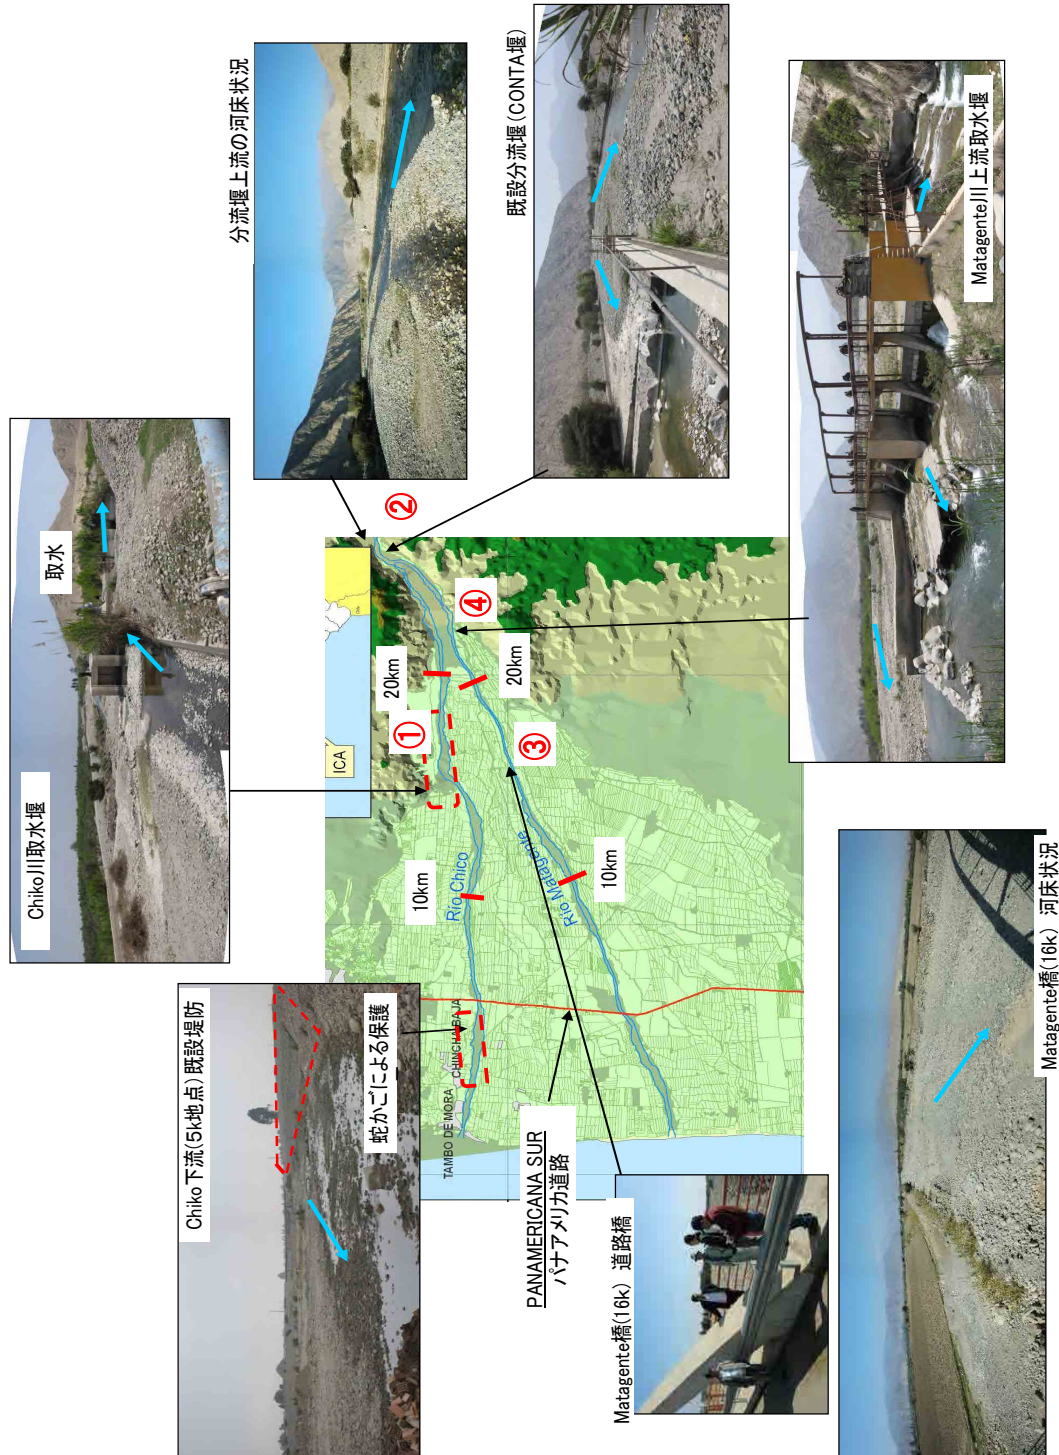 Chiko下流(5k地点)既設堤防
蛇かごによる保護
Chiko川取水堰
取水
分流堰上流の河床状況
既設分流堰(CONTA堰)
Matagente川上流取水堰
Matagente橋(16k) 道路橋
Matagente橋(16k) 河床状況
PANAMERICANA SUR
パナアメリカ道路
TAMBO DE MORA
CHINCHA BAJA
Río Chico
Río Matagente
10km
10km
20km
20km
ICA
①
②
③
④